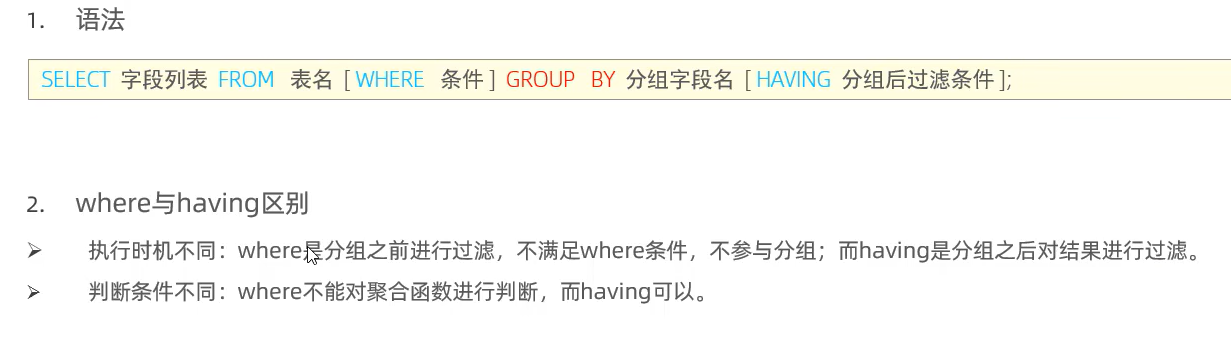 1. 语法
SELECT 字段列表 FROM 表名 [ WHERE 条件 ] GROUP BY 分组字段名 [ HAVING 分组后过滤条件 ];
2. where与having区别
➢ 执行时机不同：where是分组之前进行过滤，不满足where条件，不参与分组；而having是分组之后对结果进行过滤。
➢ 判断条件不同：where不能对聚合函数进行判断，而having可以。